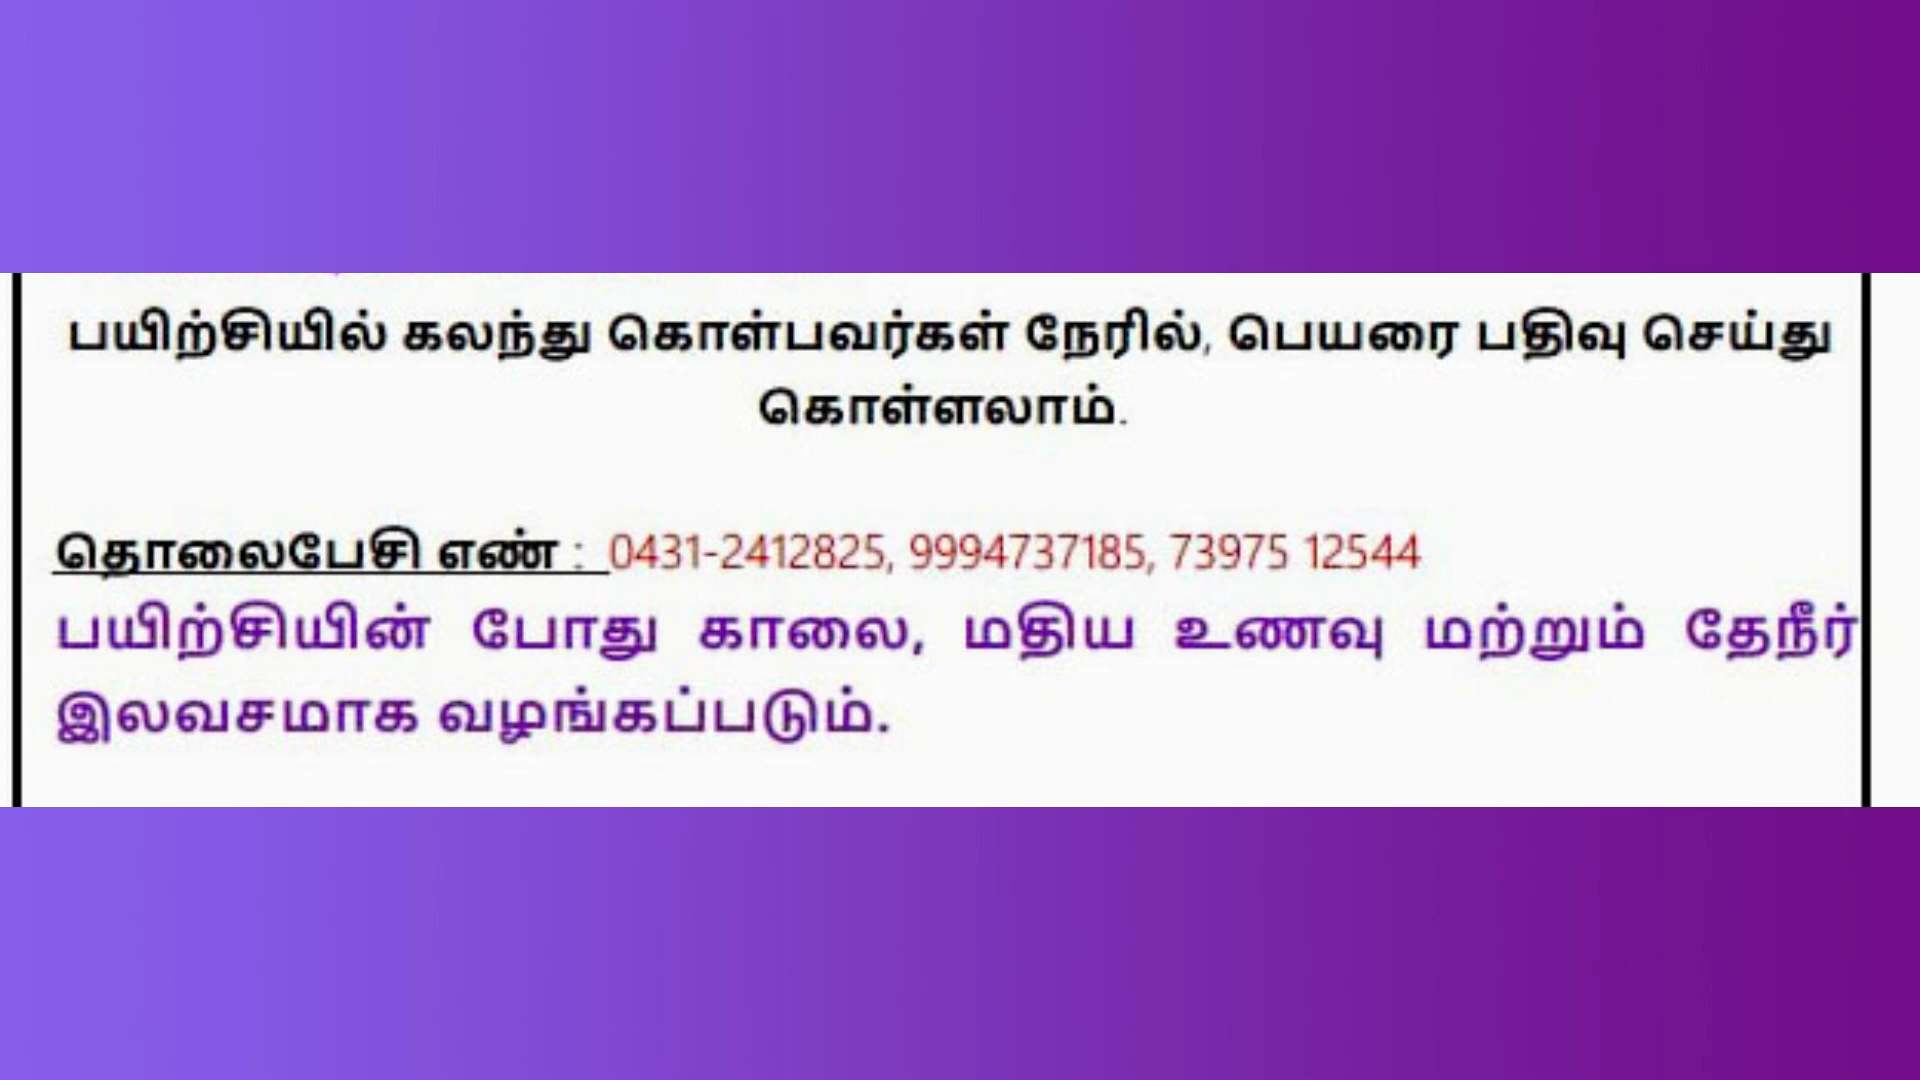 பயிற்சியில் கலந்து கொள்பவர்கள் நேரில், பெயரை பதிவு செய்து
கொள்ளலாம்.
தொலைபேசி எண் : 0431-2412825, 9994737185, 73975 12544
பயிற்சியின் போது காலை, மதிய உணவு மற்றும் தேநீர்
இலவசமாக வழங்கப்படும்.